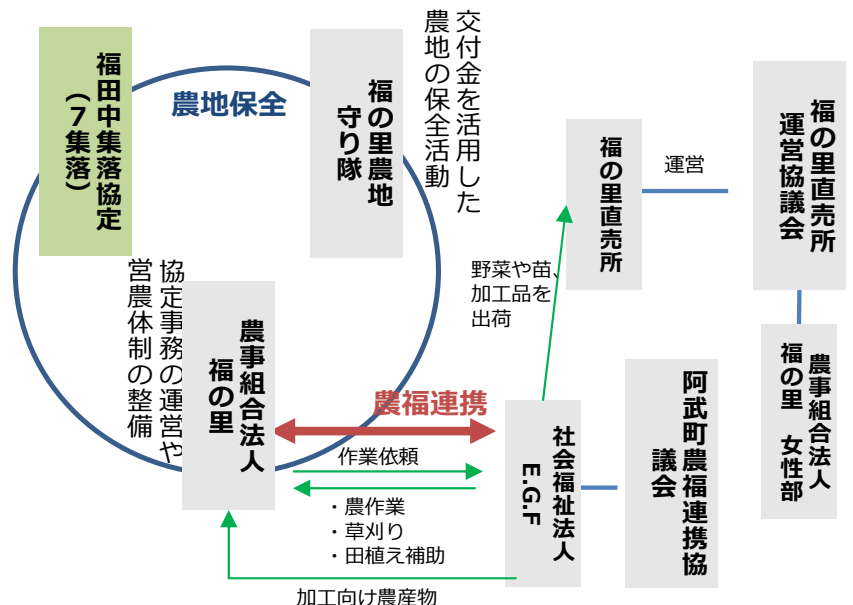 福田中集落協定
(7集落)
農地保全
福の里農地
守り隊
交付金を活用した
農地の保全活動
協定事務の運営や
営農体制の整備
農事組合法人
福の里
農福連携
作業依頼
・農作業
・草刈り
・田植え補助
加工向け農産物
社会福祉法人
E.G.F
阿武町農福連携協
議会
野菜や苗、
加工品を
出荷
福の里直売所
運営
福の里直売所
運営協議会
農事組合法人
福の里 女性部